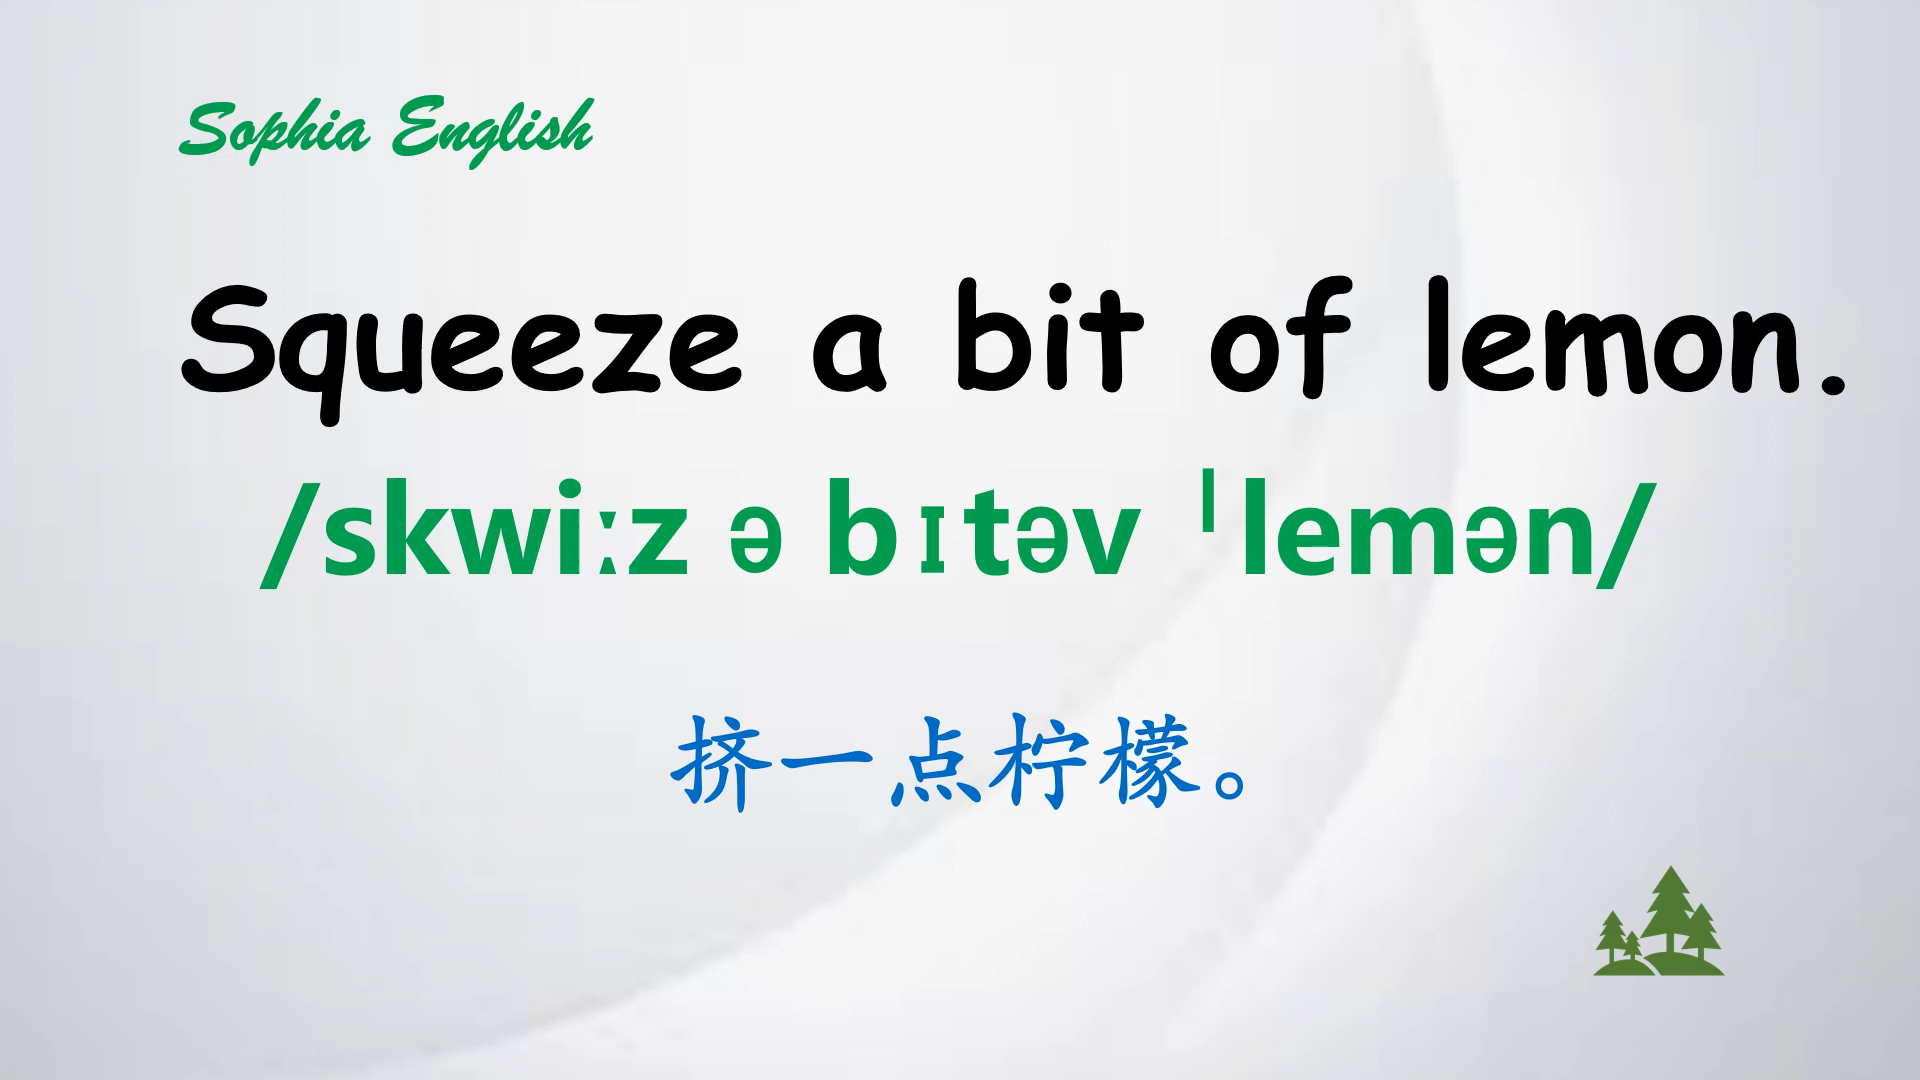 Sophia English
Squeeze a bit of lemon.
/skwiːz ə bɪtəv ˈlemən/
挤一点柠檬。